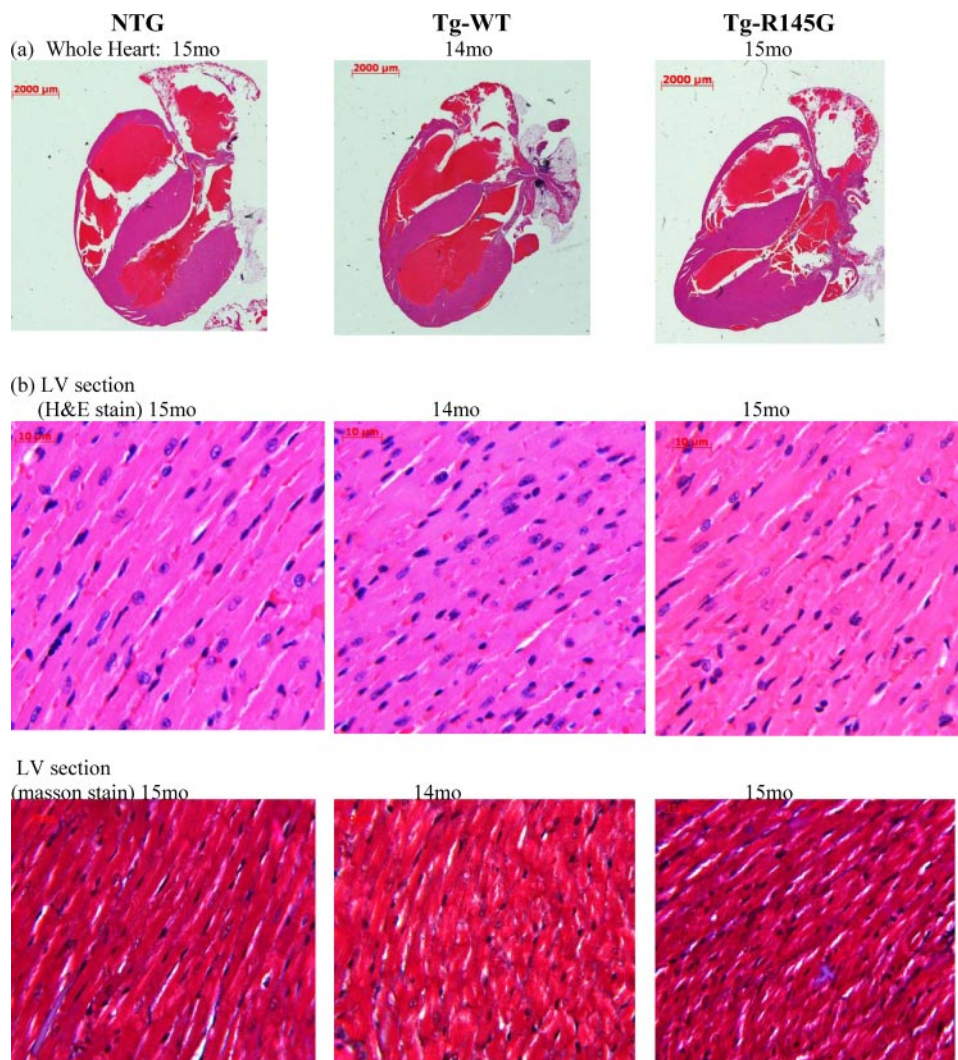 NTG Tg-WT Tg-R145G
(a) Whole Heart: 15mo 14mo 15mo
2000 µm 2000 µm 2000 µm
(b) LV section
(H&E stain) 15mo 14mo 15mo
10 µm 10 µm 10 µm
LV section
(masson stain) 15mo 14mo 15mo